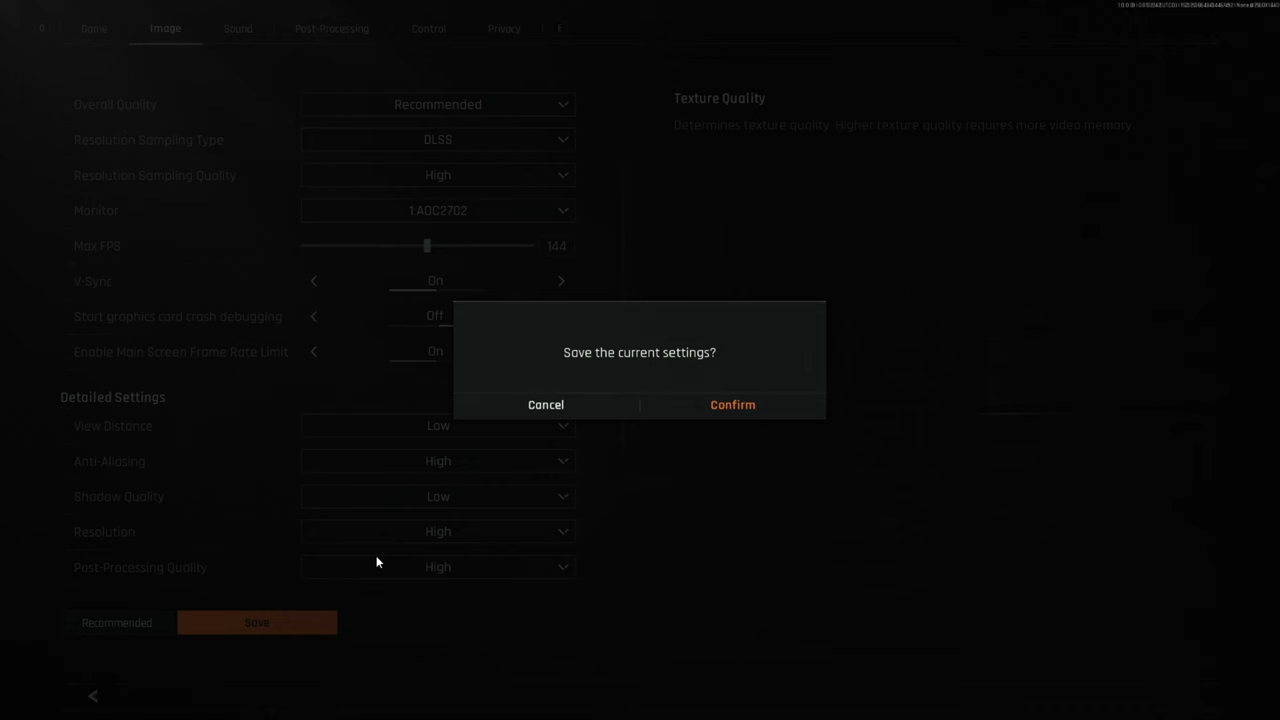 Q
Game
Image
Sound
Post-Processing
Control
Privacy
E
Overall Quality
Recommended
Resolution Sampling Type
DLSS
Resolution Sampling Quality
High
Monitor
1:AOC2702
Max FPS
144
V-Sync
On
Start graphics card crash debugging
Off
Enable Main Screen Frame Rate Limit
On
Detailed Settings
View Distance
Low
Anti-Aliasing
High
Shadow Quality
Low
Resolution
High
Post-Processing Quality
High
Recommended
Save
Texture Quality
Determines texture quality. Higher texture quality requires more video memory
Save the current settings?
Cancel
Confirm